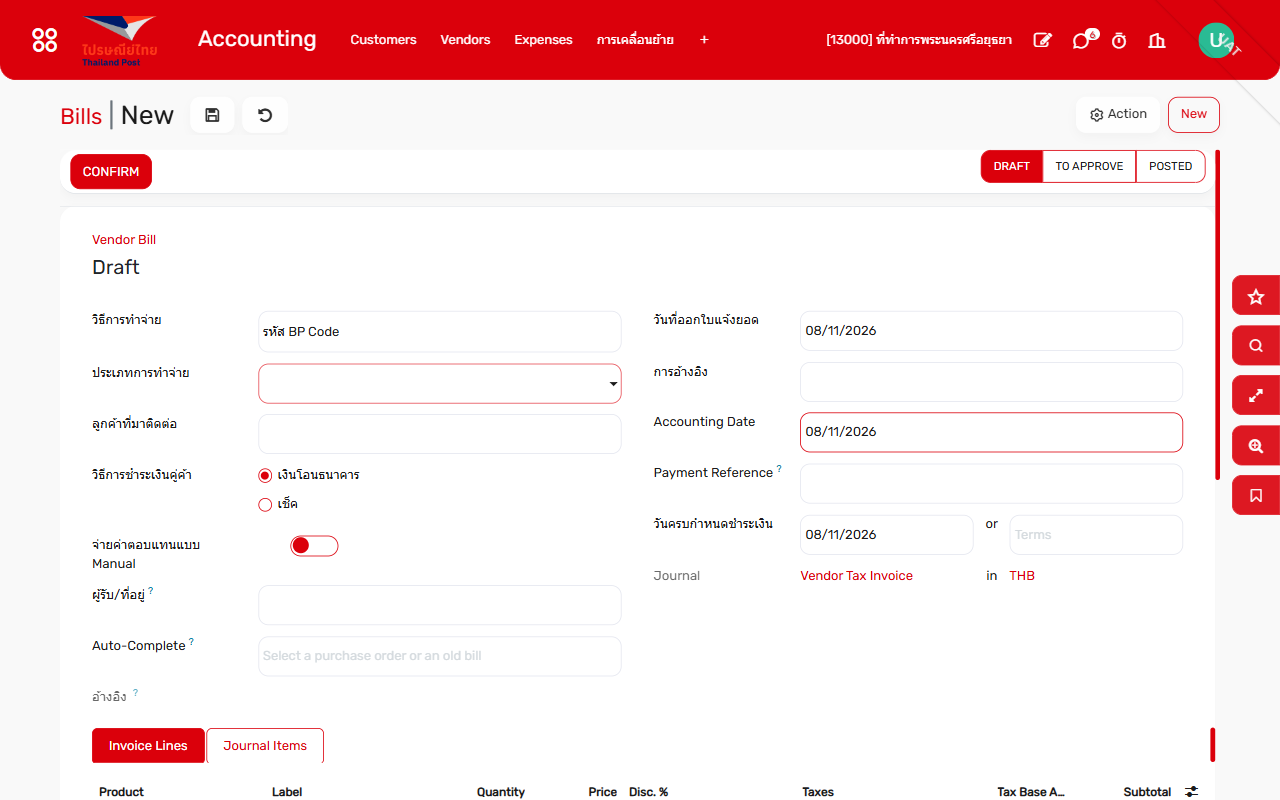 ไปรษณีย์ไทย
Thailand Post
Accounting
Customers
Vendors
Expenses
การเคลื่อนย้าย
+
[13000] ที่ทำการพระนครศรีอยุธยา
6
U
UAT
Bills
New
Action
New
CONFIRM
DRAFT
TO APPROVE
POSTED
Vendor Bill
Draft
วิธีการทำจ่าย
รหัส BP Code
วันที่ออกใบแจ้งยอด
08/11/2026
ประเภทการทำจ่าย
การอ้างอิง
ลูกค้าที่มาติดต่อ
Accounting Date
08/11/2026
วิธีการชำระเงินคู่ค้า
เงินโอนธนาคาร
เช็ค
Payment Reference ?
วันครบกำหนดชำระเงิน
08/11/2026
or
Terms
จ่ายค่าตอบแทนแบบ
Manual
Journal
Vendor Tax Invoice
in
THB
ผู้รับ/ที่อยู่ ?
Auto-Complete ?
Select a purchase order or an old bill
อ้างอิง ?
Invoice Lines
Journal Items
Product
Label
Quantity
Price
Disc. %
Taxes
Tax Base A...
Subtotal